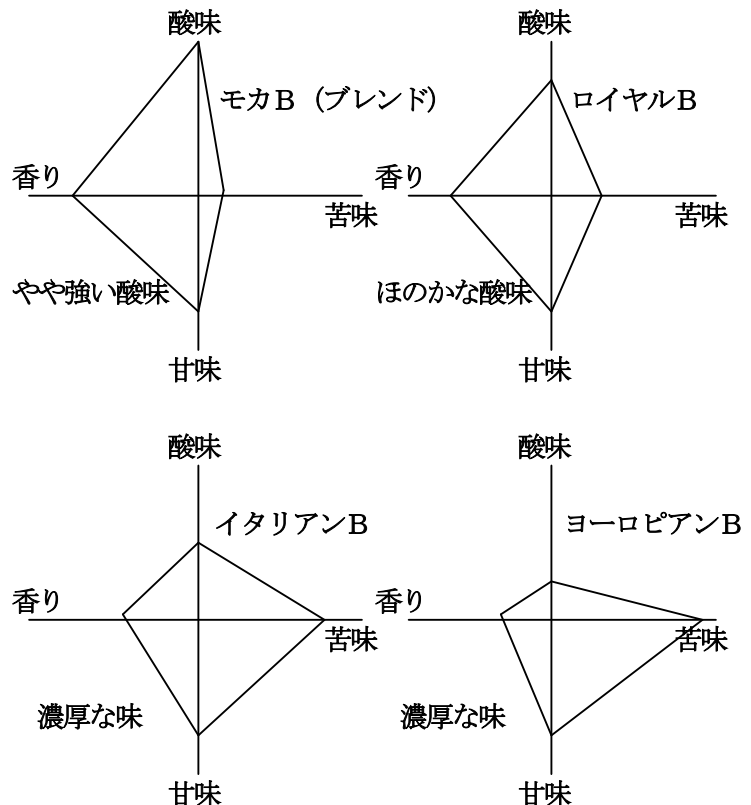 酸味
モカＢ（ブレンド）
香り
苦味
やや強い酸味
甘味
酸味
ロイヤルＢ
香り
苦味
ほのかな酸味
甘味
酸味
イタリアンＢ
香り
苦味
濃厚な味
甘味
酸味
ヨーロピアンＢ
香り
苦味
濃厚な味
甘味